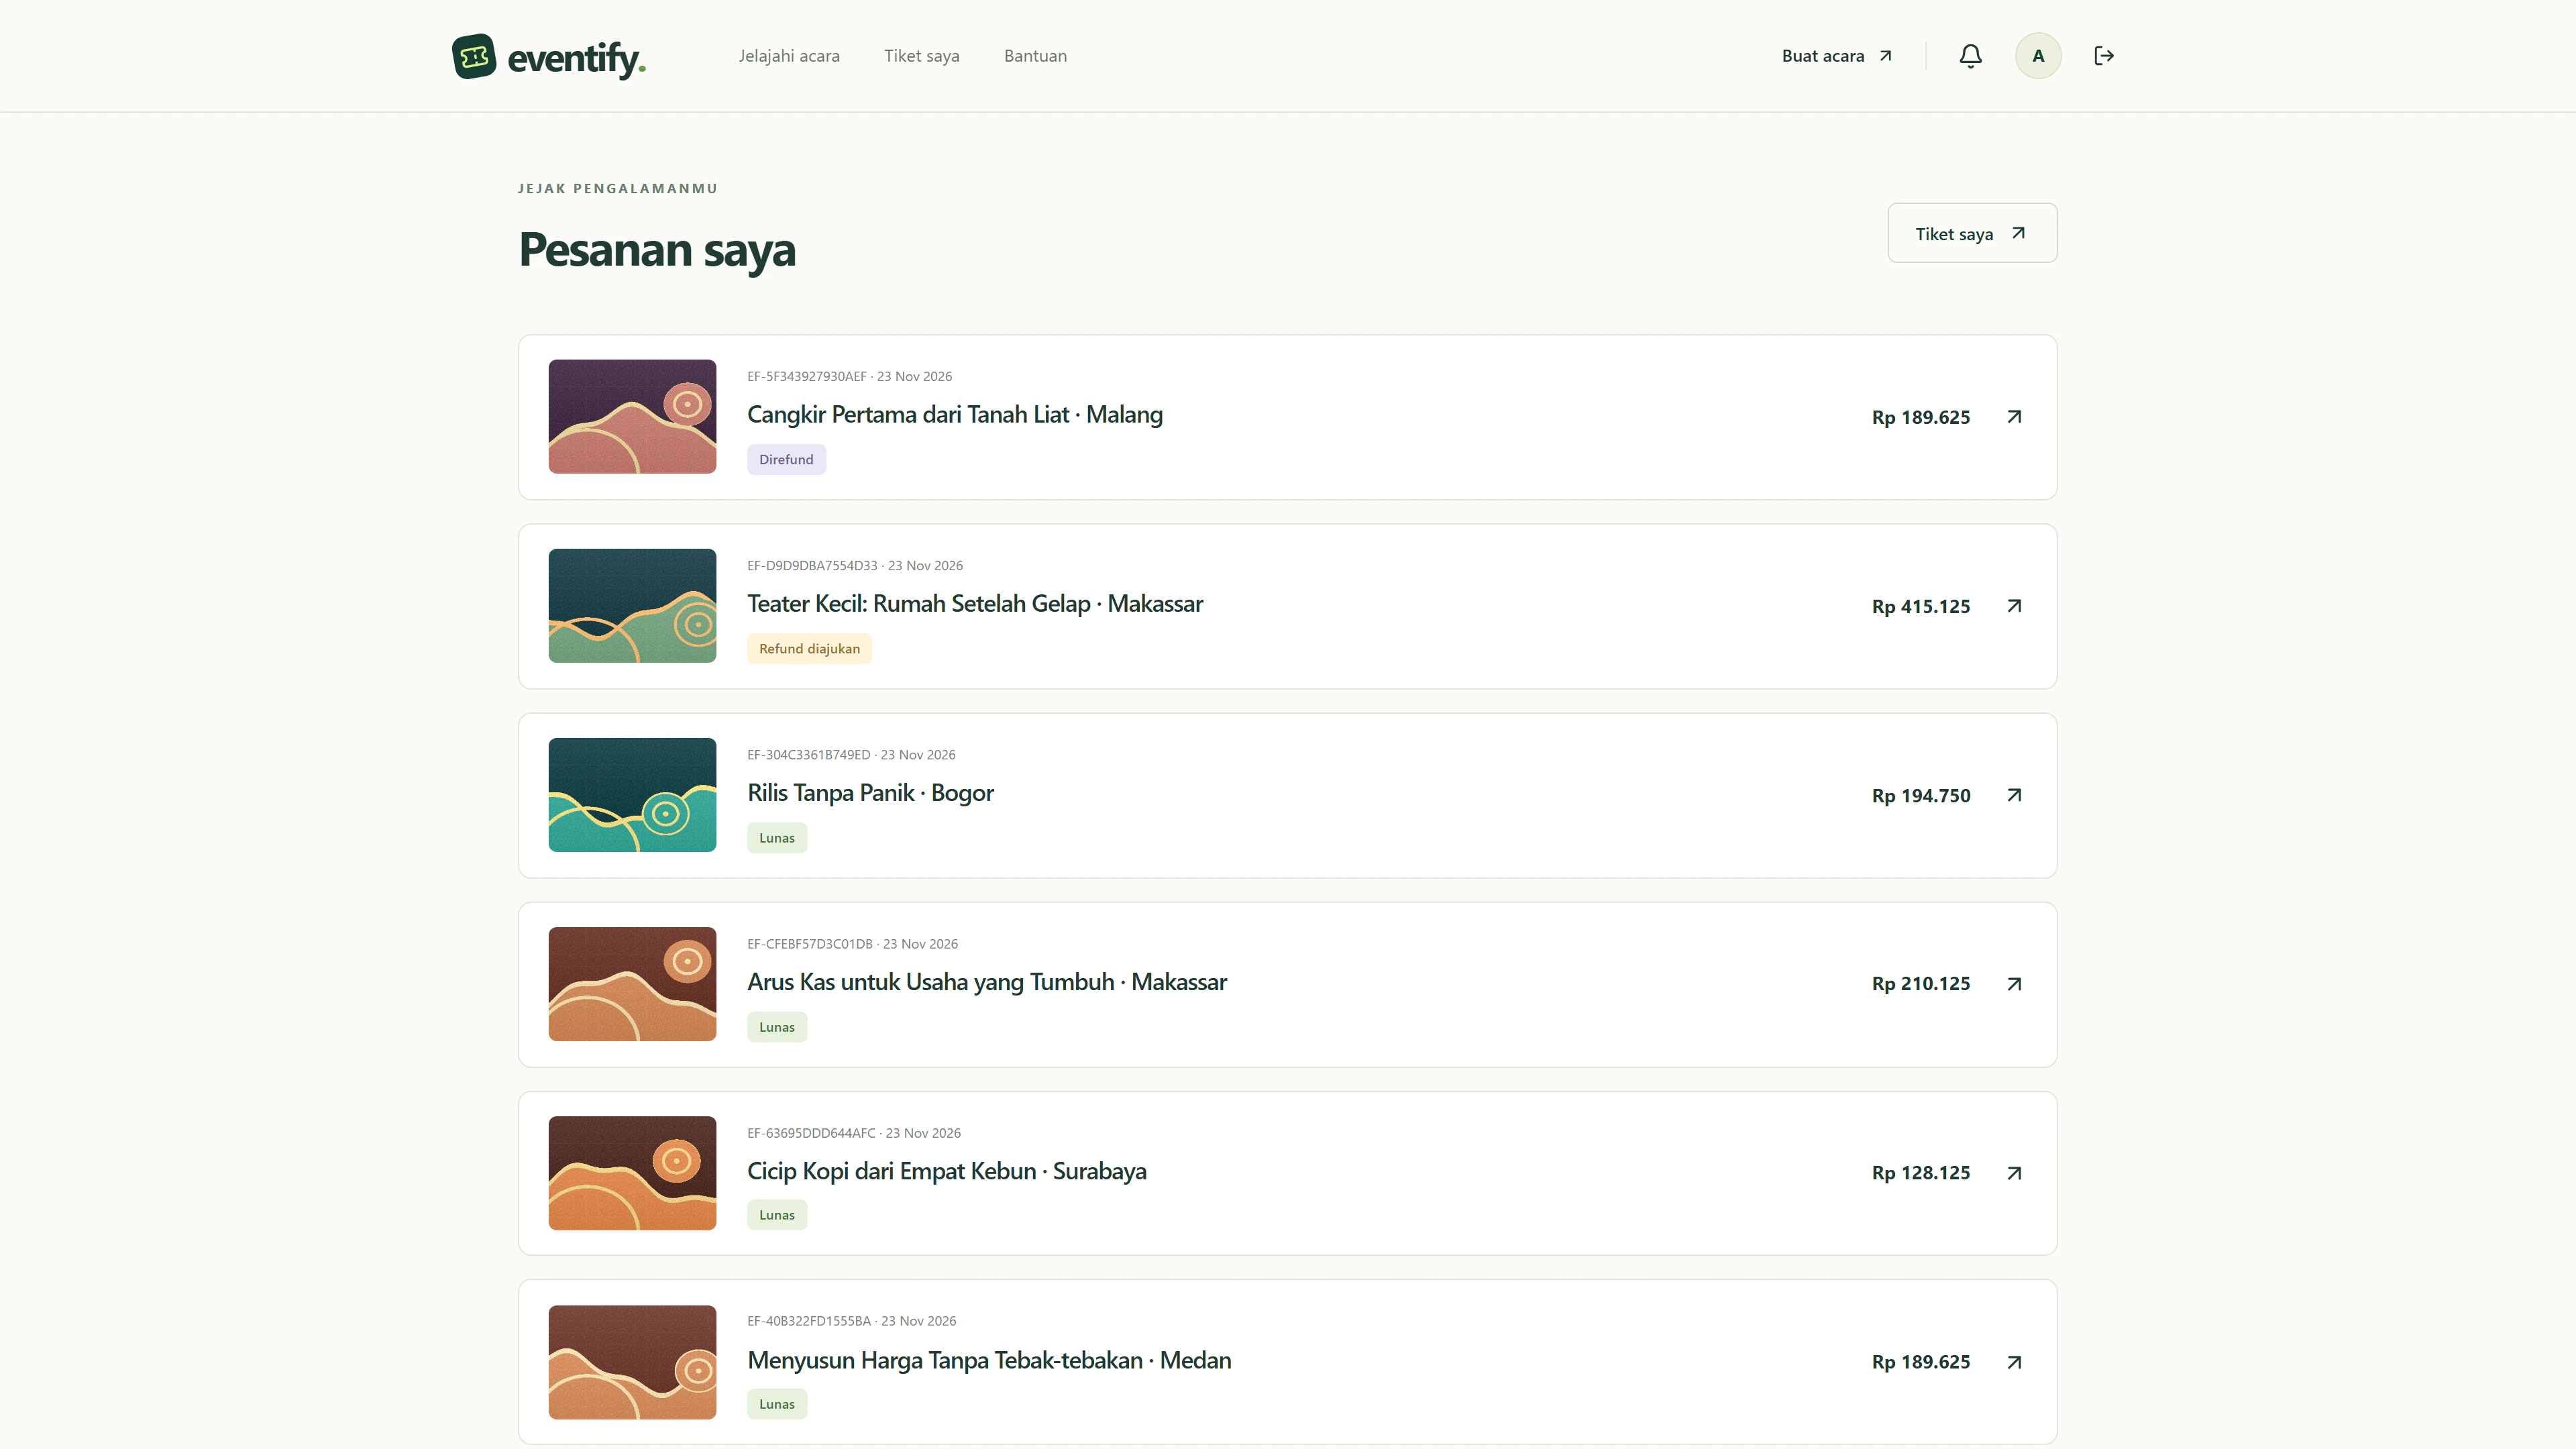 eventify.
Jelajahi acara
Tiket saya
Bantuan
Buat acara
A
JEJAK PENGALAMANMU
Pesanan saya
Tiket saya
EF-5F343927930AEF · 23 Nov 2026
Cangkir Pertama dari Tanah Liat · Malang
Direfund
Rp 189.625
EF-D9D9DBA7554D33 · 23 Nov 2026
Teater Kecil: Rumah Setelah Gelap · Makassar
Refund diajukan
Rp 415.125
EF-304C3361B749ED · 23 Nov 2026
Rilis Tanpa Panik · Bogor
Lunas
Rp 194.750
EF-CFEBF57D3C01DB · 23 Nov 2026
Arus Kas untuk Usaha yang Tumbuh · Makassar
Lunas
Rp 210.125
EF-63695DDD644AFC · 23 Nov 2026
Cicip Kopi dari Empat Kebun · Surabaya
Lunas
Rp 128.125
EF-40B322FD1555BA · 23 Nov 2026
Menyusun Harga Tanpa Tebak-tebakan · Medan
Lunas
Rp 189.625